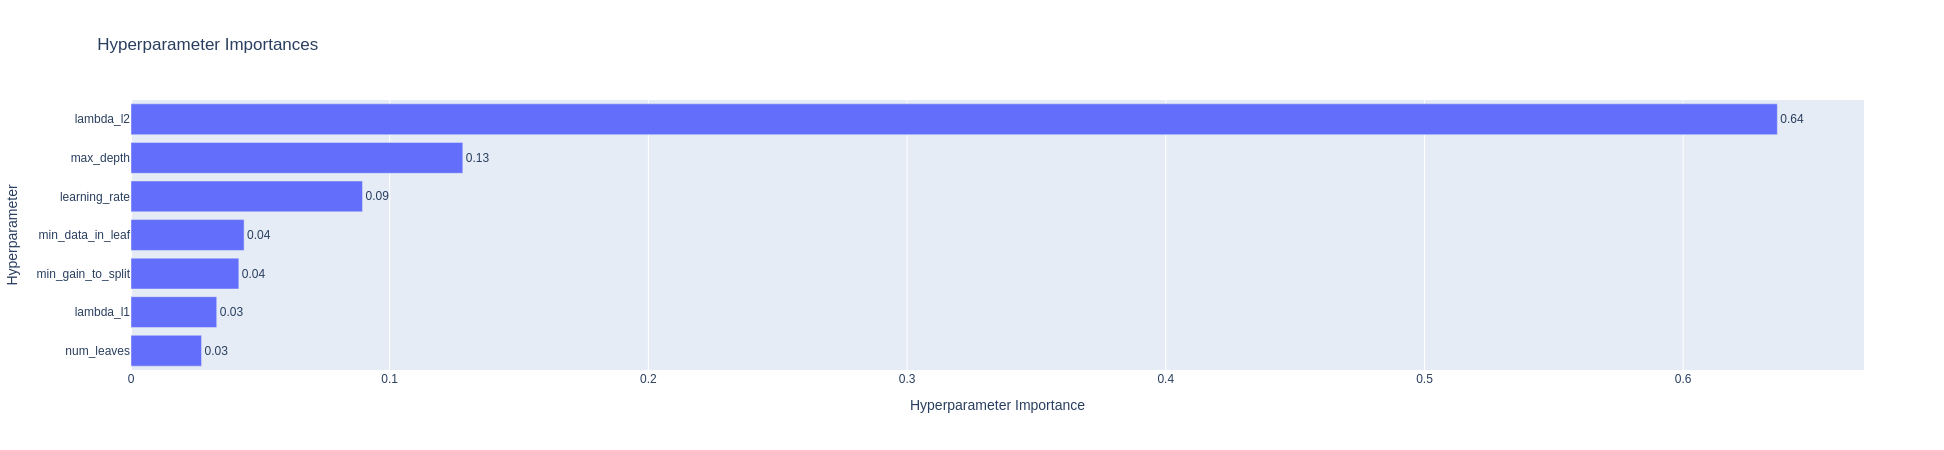 Hyperparameter Importances
Hyperparameter
lambda_l2 0.64
max_depth 0.13
learning_rate 0.09
min_data_in_leaf 0.04
min_gain_to_split 0.04
lambda_l1 0.03
num_leaves 0.03
0 0.1 0.2 0.3 0.4 0.5 0.6
Hyperparameter Importance